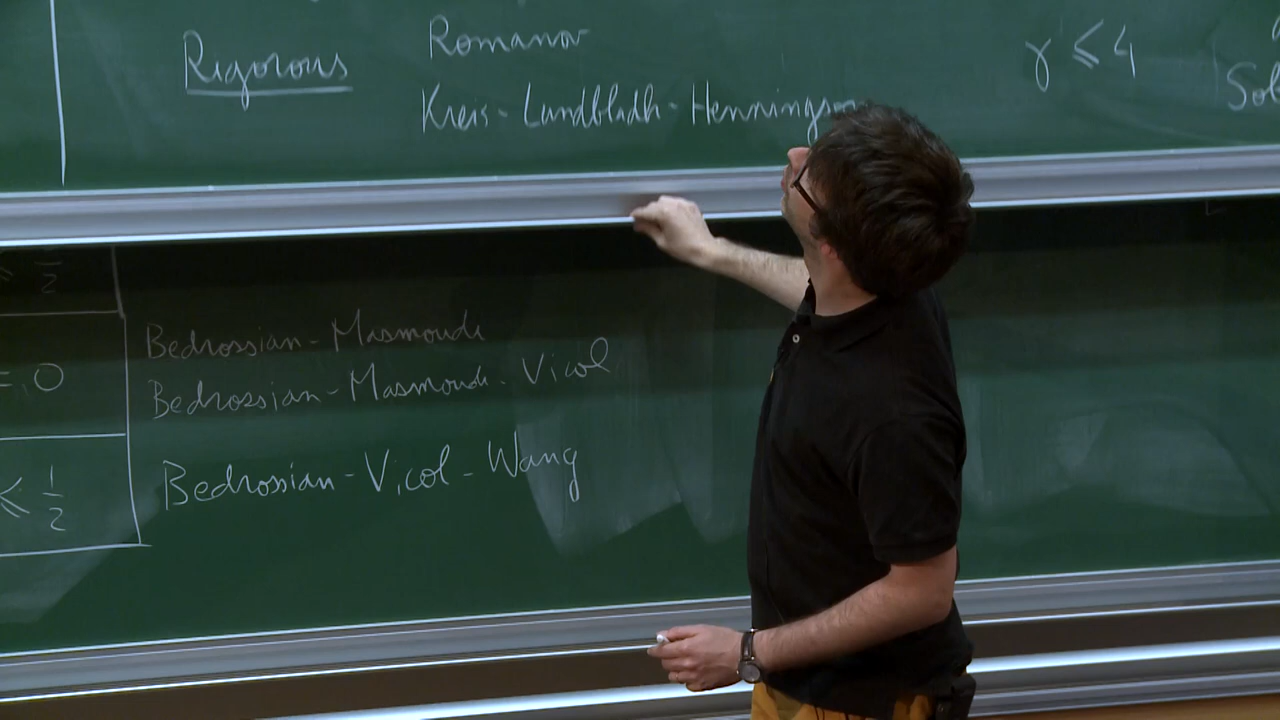 Rigorous
Romanov
Kreis - Lundbladh - Henningson
γ ≤ 4
Sol
≤ 1/2
= 0
≤ 1/2
Bedrossian - Masmoudi
Bedrossian - Masmoudi - Vicol
Bedrossian - Vicol - Wang